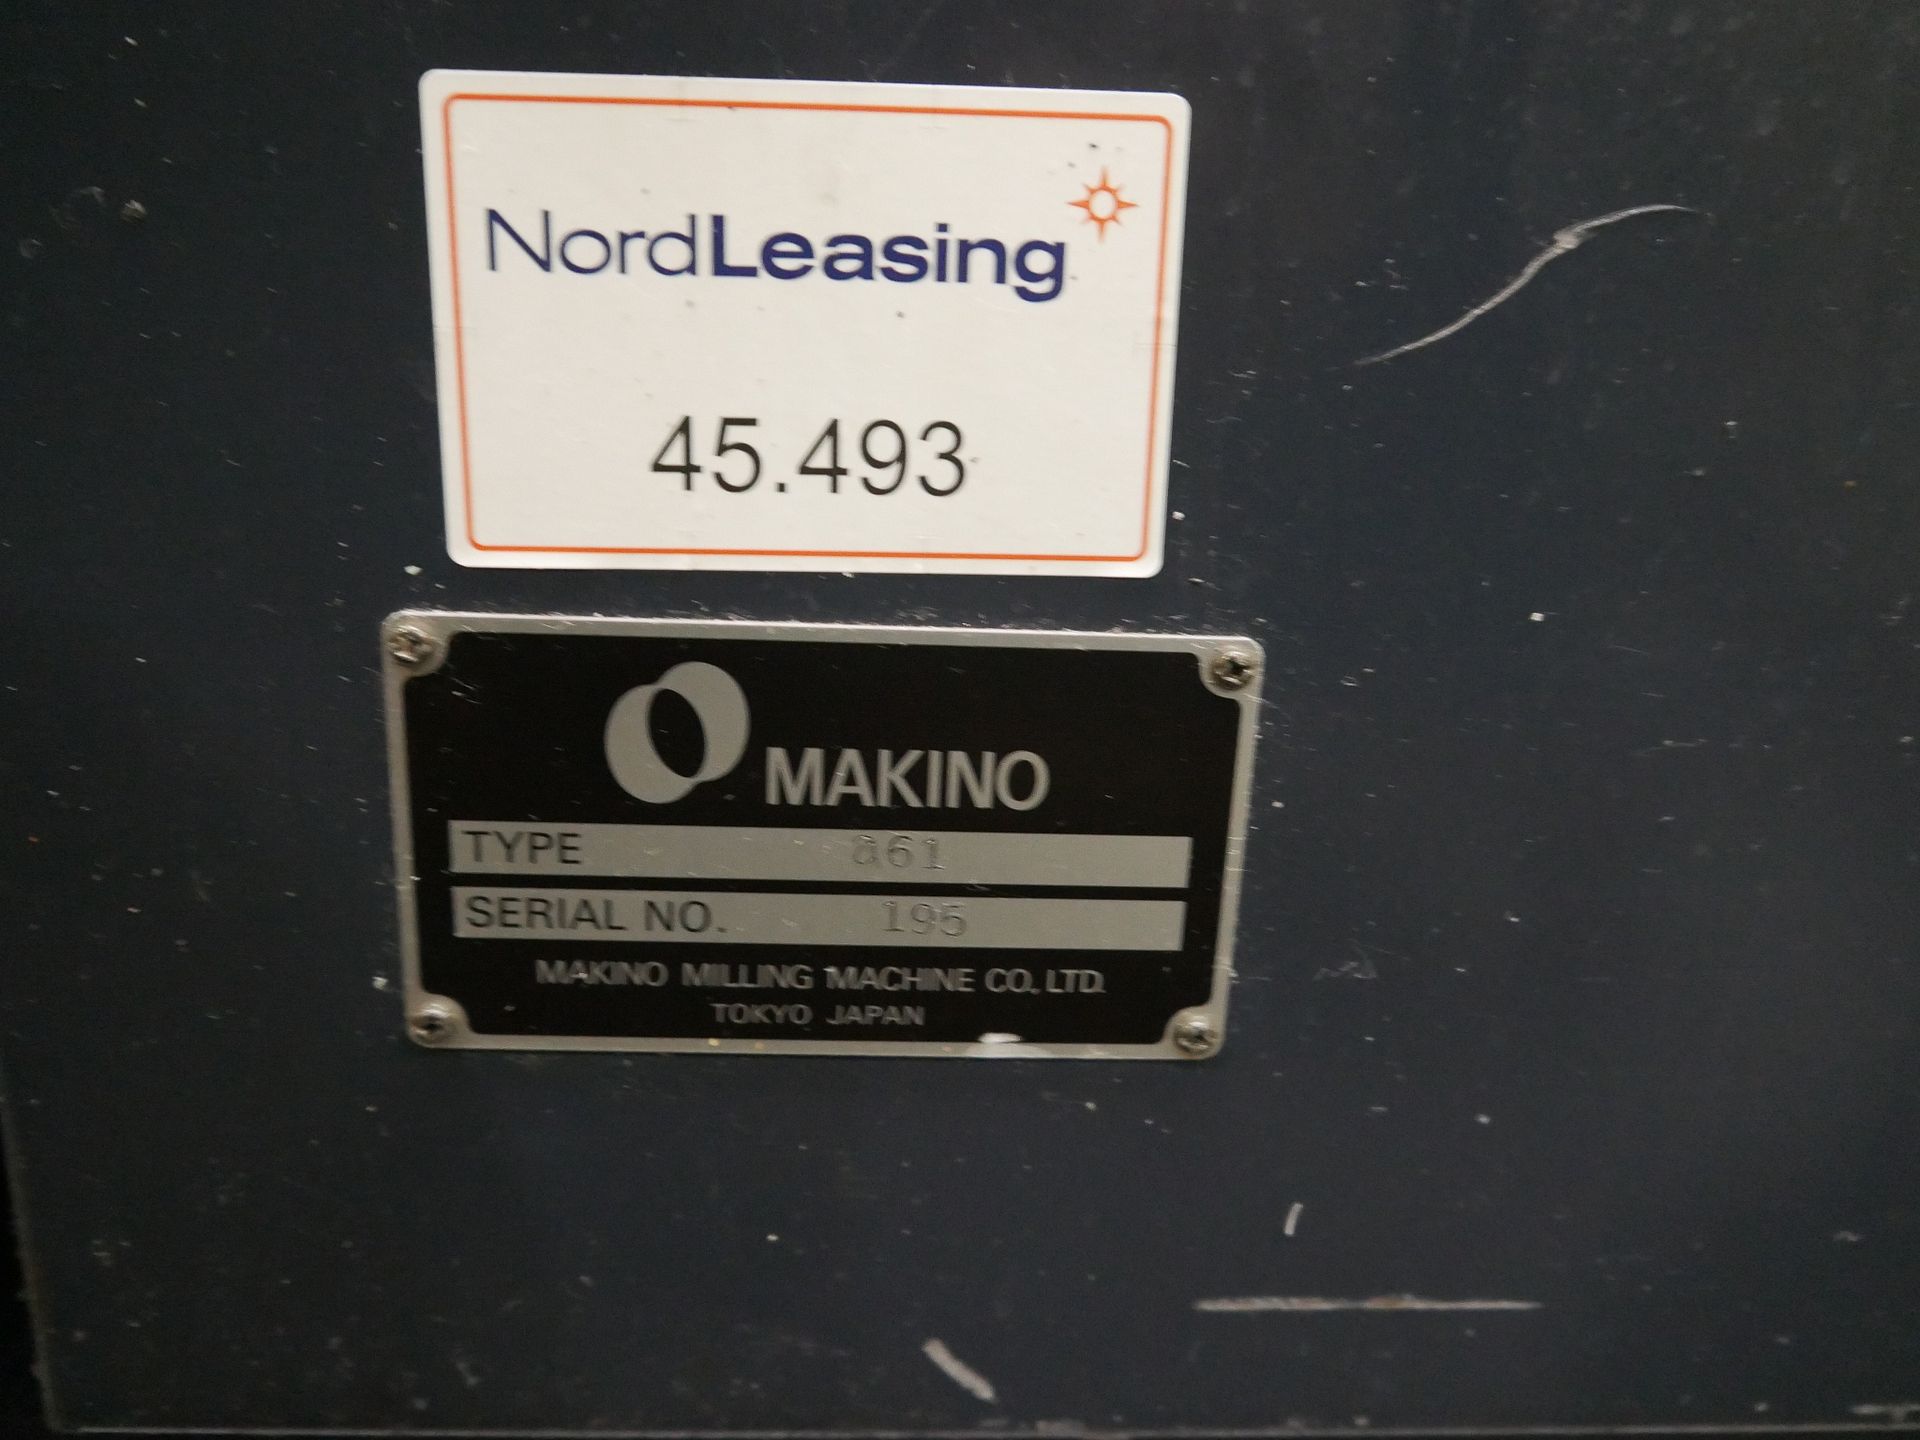 NordLeasing
45.493
MAKINO
TYPE a61
SERIAL NO. 195
MAKINO MILLING MACHINE CO., LTD.
TOKYO JAPAN